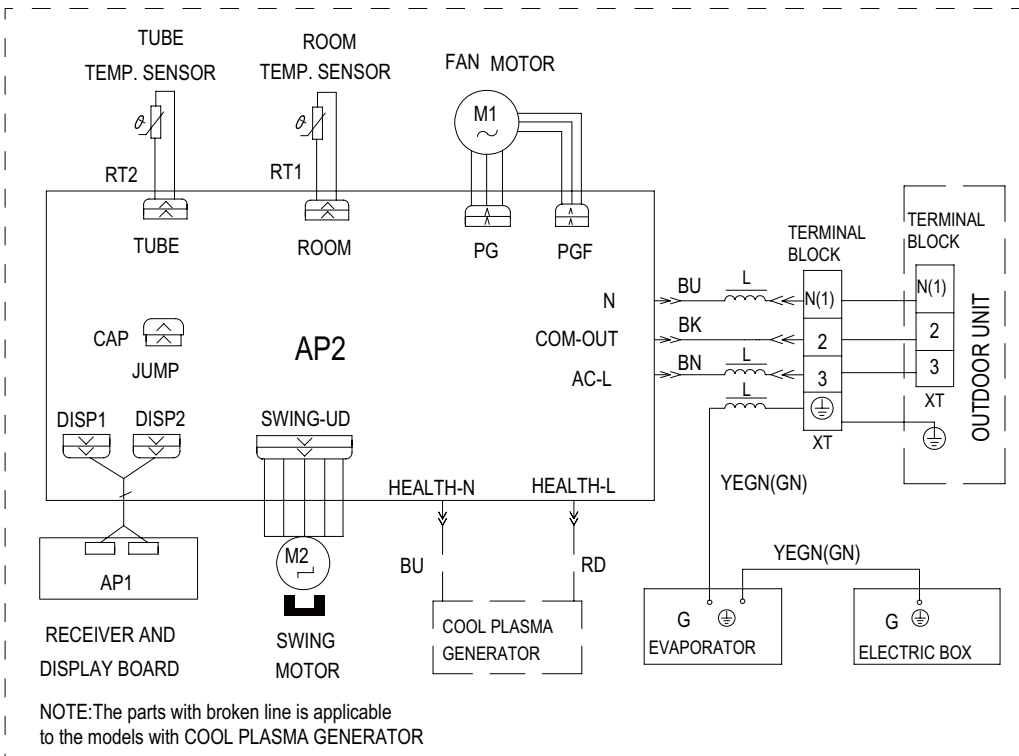 TUBE
TEMP. SENSOR
ROOM
TEMP. SENSOR
FAN MOTOR
M1
RT2
RT1
TUBE
ROOM
PG
PGF
TERMINAL
BLOCK
TERMINAL
BLOCK
N
BU
L
N(1)
N(1)
COM-OUT
BK
2
2
AC-L
BN
L
3
3
L
XT
XT
OUTDOOR UNIT
CAP
JUMP
AP2
DISP1
DISP2
SWING-UD
HEALTH-N
HEALTH-L
YEGN(GN)
YEGN(GN)
M2
BU
RD
AP1
RECEIVER AND
DISPLAY BOARD
SWING
MOTOR
COOL PLASMA
GENERATOR
G
EVAPORATOR
G
ELECTRIC BOX
NOTE:The parts with broken line is applicable
to the models with COOL PLASMA GENERATOR